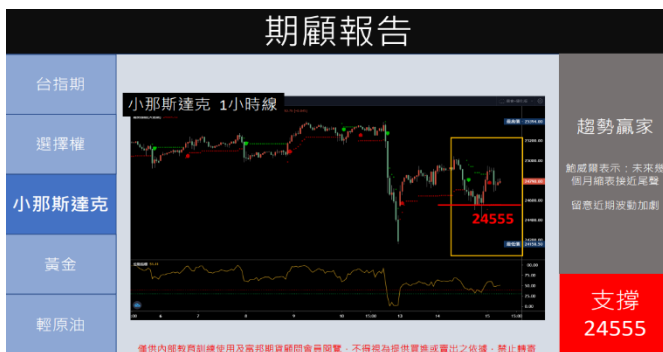 期顧報告
台指期
選擇權
小那斯達克
黃金
輕原油
小那斯達克 1小時線
24555
趨勢贏家
鮑威爾表示：未來幾
個月縮表接近尾聲
留意近期波動加劇
支撐
24555
僅供內部教育訓練使用及富邦期貨顧問會員閱覽，不得視為提供買進或賣出之依據，禁止轉寄